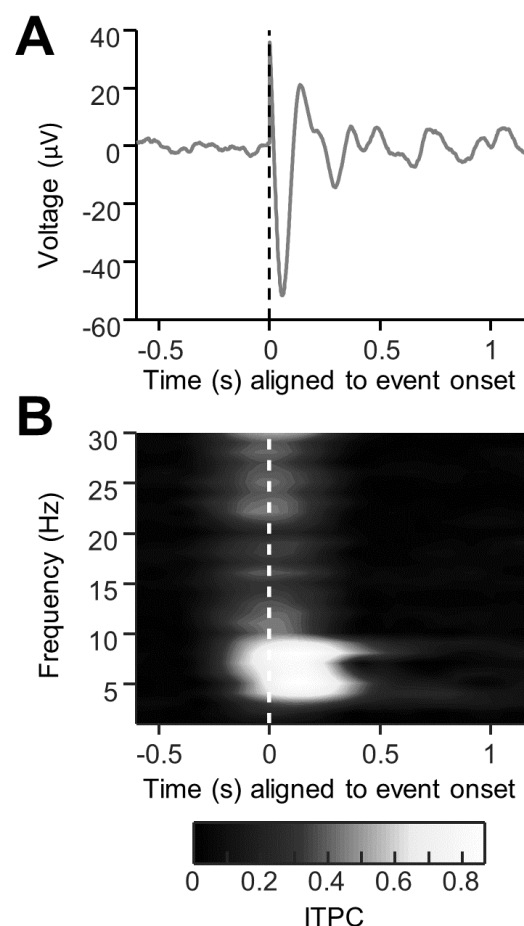 A
Voltage (µV)
40
20
0
-20
-40
-60
-0.5 0 0.5 1
Time (s) aligned to event onset
B
Frequency (Hz)
30
25
20
15
10
5
-0.5 0 0.5 1
Time (s) aligned to event onset
0 0.2 0.4 0.6 0.8
ITPC